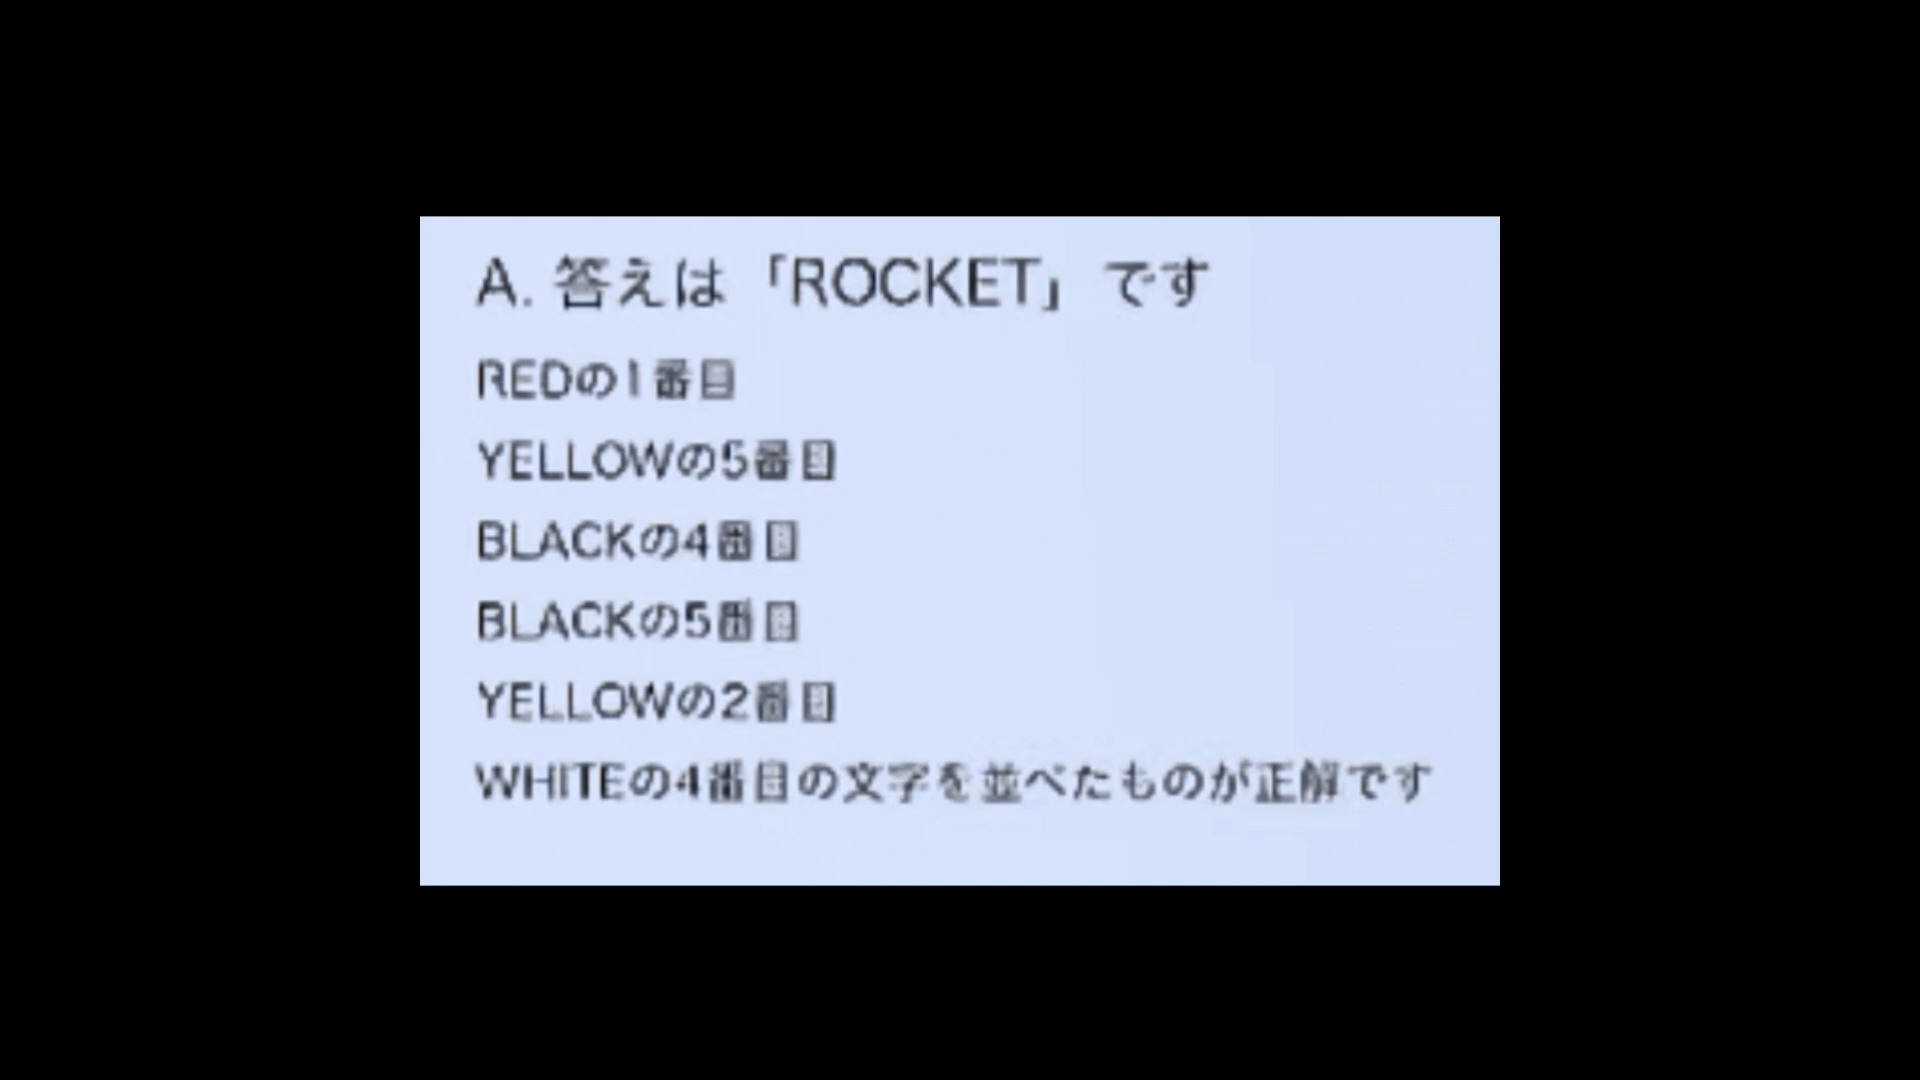 A. 答えは「ROCKET」です
REDの1番目
YELLOWの5番目
BLACKの4番目
BLACKの5番目
YELLOWの2番目
WHITEの4番目の文字を並べたものが正解です